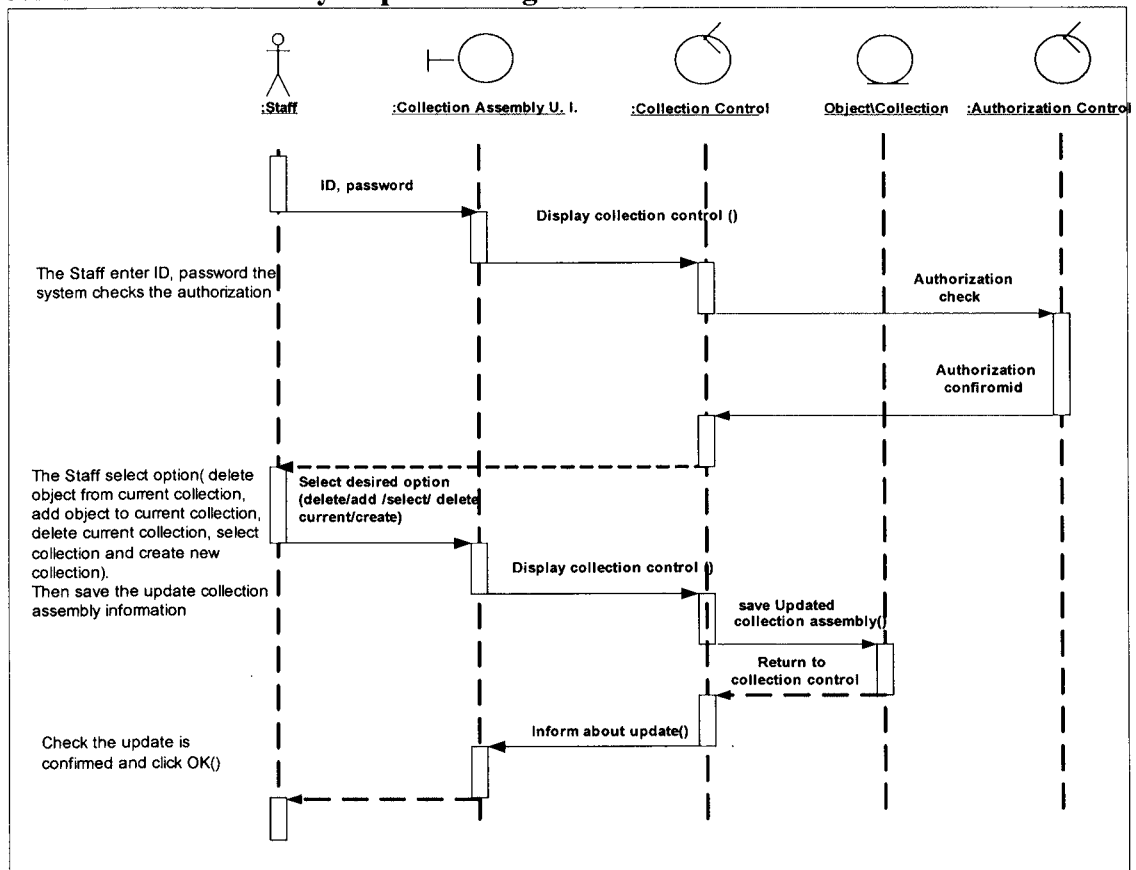 :Staff
:Collection Assembly U. I.
:Collection Control
Object\Collection
:Authorization Control
ID, password
Display collection control ()
The Staff enter ID, password the
system checks the authorization
Authorization
check
Authorization
confiromid
The Staff select option( delete
object from current collection,
add object to current collection,
delete current collection, select
collection and create new
collection).
Then save the update collection
assembly information
Select desired option
(delete/add /select/ delete
current/create)
Display collection control ()
save Updated
collection assembly()
Return to
collection control
Inform about update()
Check the update is
confirmed and click OK()